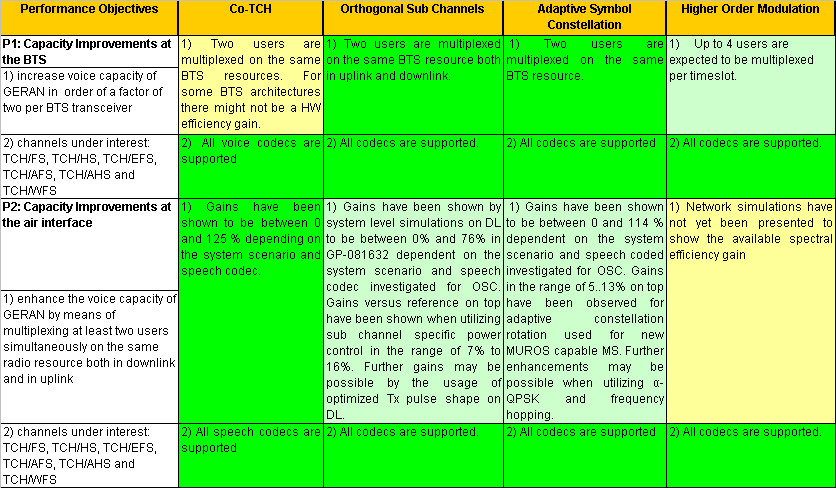 Performance Objectives
Co-TCH
Orthogonal Sub Channels
Adaptive Symbol
Constellation
Higher Order Modulation
P1: Capacity Improvements at
the BTS
1) increase voice capacity of
GERAN in order of a factor of
two per BTS transceiver
1) Two users are
multiplexed on the same
BTS resources. For
some BTS architectures
there might not be a HW
efficiency gain.
1) Two users are multiplexed
on the same BTS resource both
in uplink and downlink.
1) Two users are
multiplexed on the same
BTS resource.
1) Up to 4 users are
expected to be multiplexed
per timeslot.
2) channels under interest:
TCH/FS, TCH/HS, TCH/EFS,
TCH/AFS, TCH/AHS and
TCH/WFS
2) All voice codecs are
supported
2) All codecs are supported.
2) All codecs are supported
2) All codecs are supported.
P2: Capacity Improvements at
the air interface
1) enhance the voice capacity of
GERAN by means of
multiplexing at least two users
simultaneously on the same
radio resource both in downlink
and in uplink
1) Gains have been
shown to be between 0
and 125 % depending on
the system scenario and
speech codec.
1) Gains have been shown by
system level simulations on DL
to be between 0% and 76% in
GP-081632 dependent on the
system scenario and speech
codec investigated for OSC.
Gains versus reference on top
have been shown when utilizing
sub channel specific power
control in the range of 7% to
16%. Further gains may be
possible by the usage of
optimized Tx pulse shape on
DL.
1) Gains have been shown
to be between 0 and 114 %
dependent on the system
scenario and speech coded
investigated for OSC. Gains
in the range of 5..13% on top
have been observed for
adaptive constellation
rotation used for new
MUROS capable MS. Further
enhancements may be
possible when utilizing α-
QPSK and frequency
hopping.
1) Network simulations have
not yet been presented to
show the available spectral
efficiency gain
2) channels under interest:
TCH/FS, TCH/HS, TCH/EFS,
TCH/AFS, TCH/AHS and
TCH/WFS
2) All speech codecs are
supported
2) All codecs are supported.
2) All codecs are supported
2) All codecs are supported.